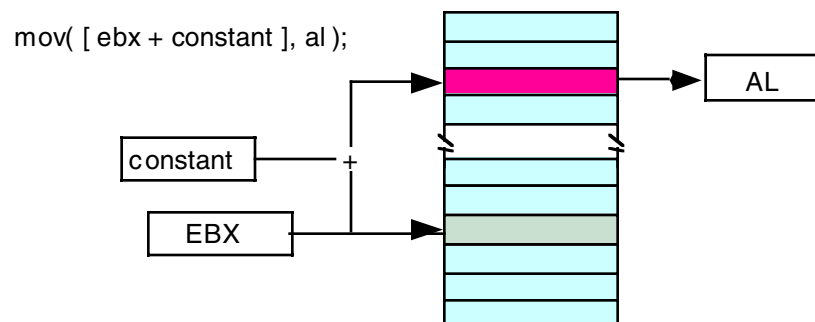 mov( [ ebx + constant ], al );
AL
constant
+
EBX